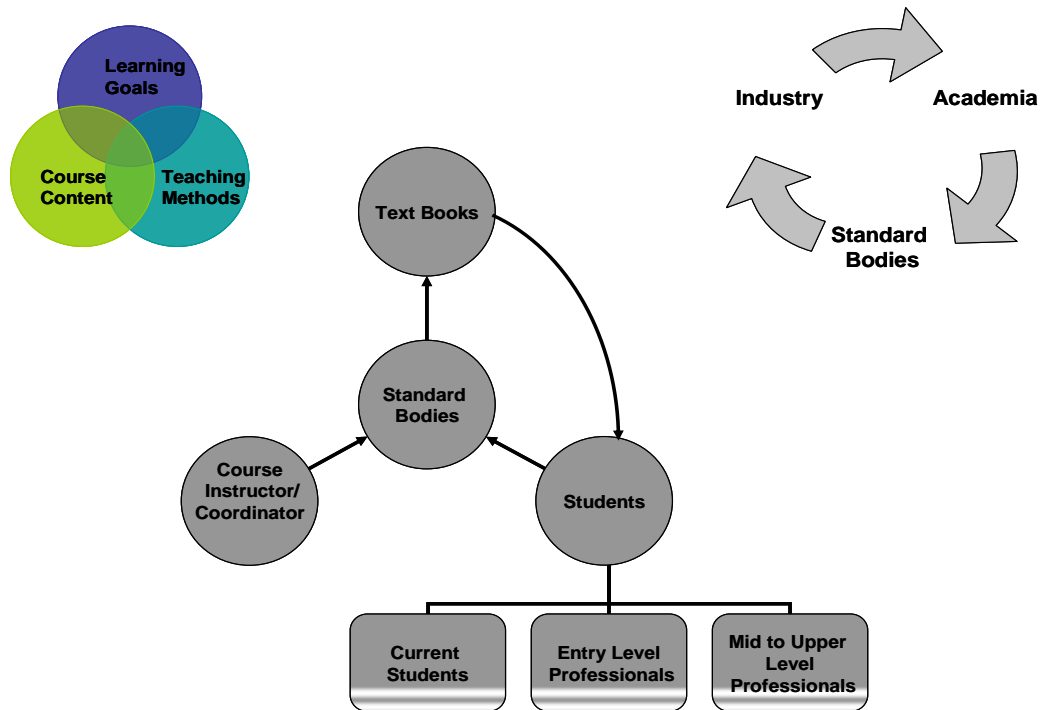 Learning
Goals
Course
Content
Teaching
Methods
Industry
Academia
Standard
Bodies
Text Books
Standard
Bodies
Course
Instructor/
Coordinator
Students
Current
Students
Entry Level
Professionals
Mid to Upper
Level
Professionals